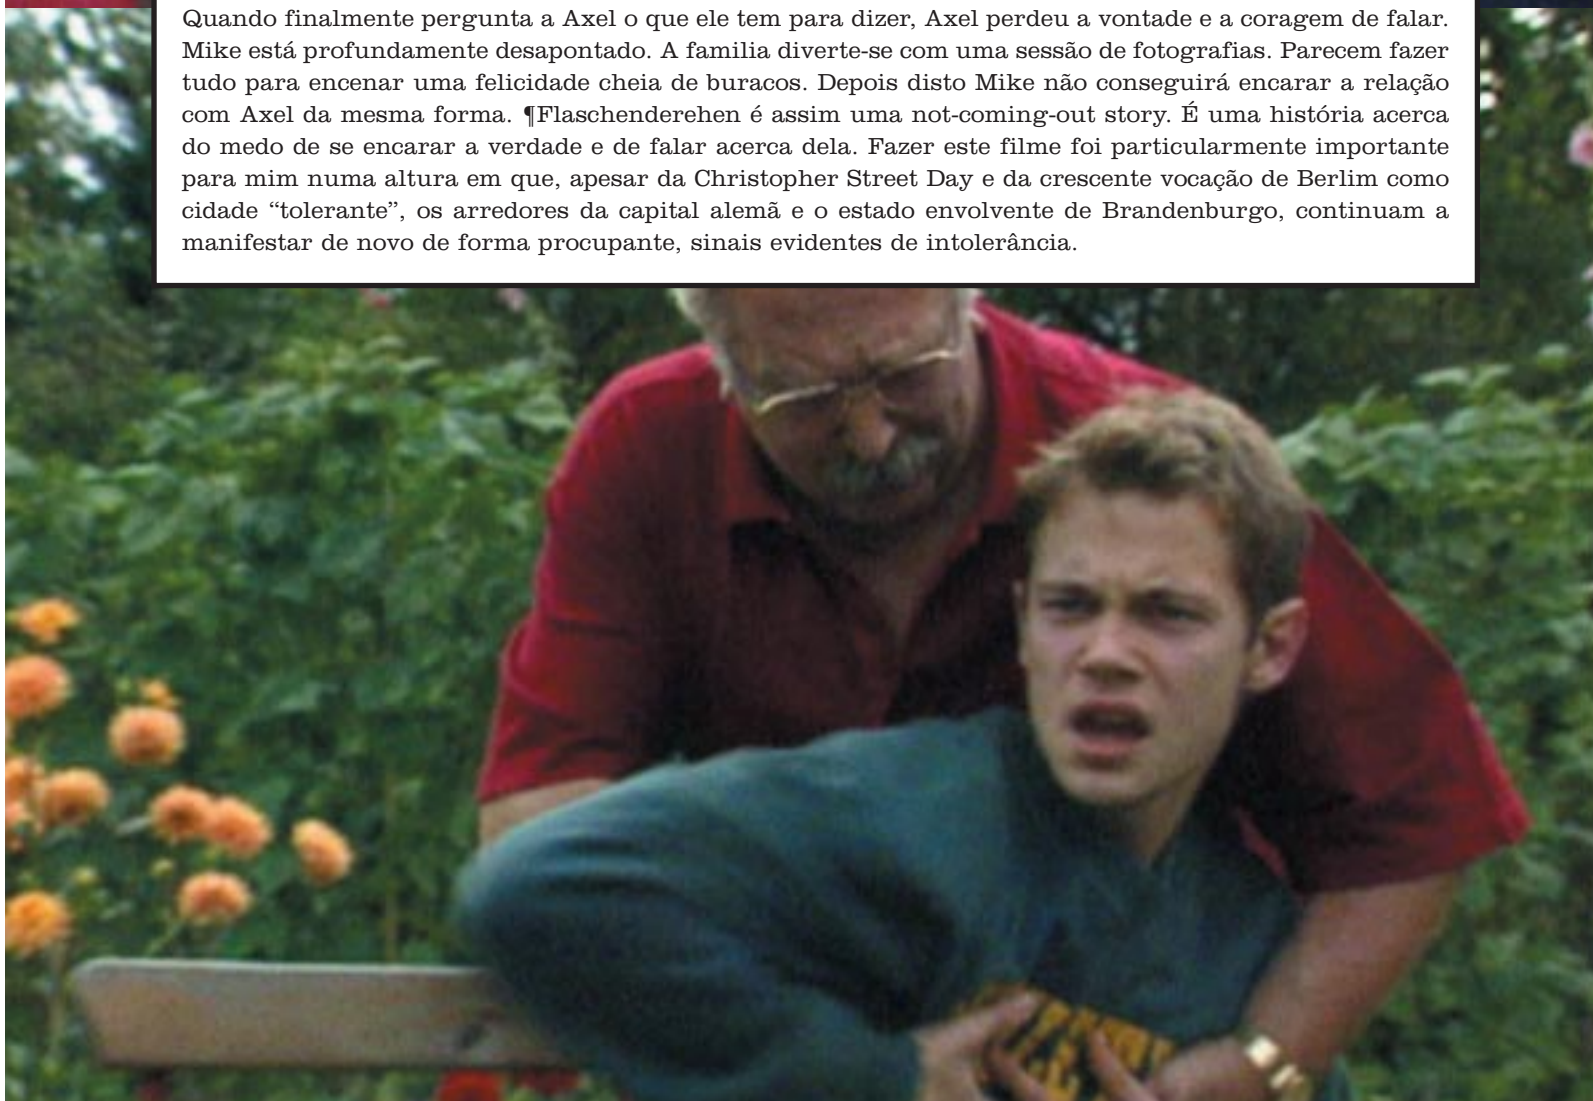 Quando finalmente pergunta a Axel o que ele tem para dizer, Axel perdeu a vontade e a coragem de falar.
Mike está profundamente desapontado. A familia diverte-se com uma sessão de fotografias. Parecem fazer
tudo para encenar uma felicidade cheia de buracos. Depois disto Mike não conseguirá encarar a relação
com Axel da mesma forma. ¶Flaschenderehen é assim uma not-coming-out story. É uma história acerca
do medo de se encarar a verdade e de falar acerca dela. Fazer este filme foi particularmente importante
para mim numa altura em que, apesar da Christopher Street Day e da crescente vocação de Berlim como
cidade “tolerante”, os arredores da capital alemã e o estado envolvente de Brandenburgo, continuam a
manifestar de novo de forma procupante, sinais evidentes de intolerância.